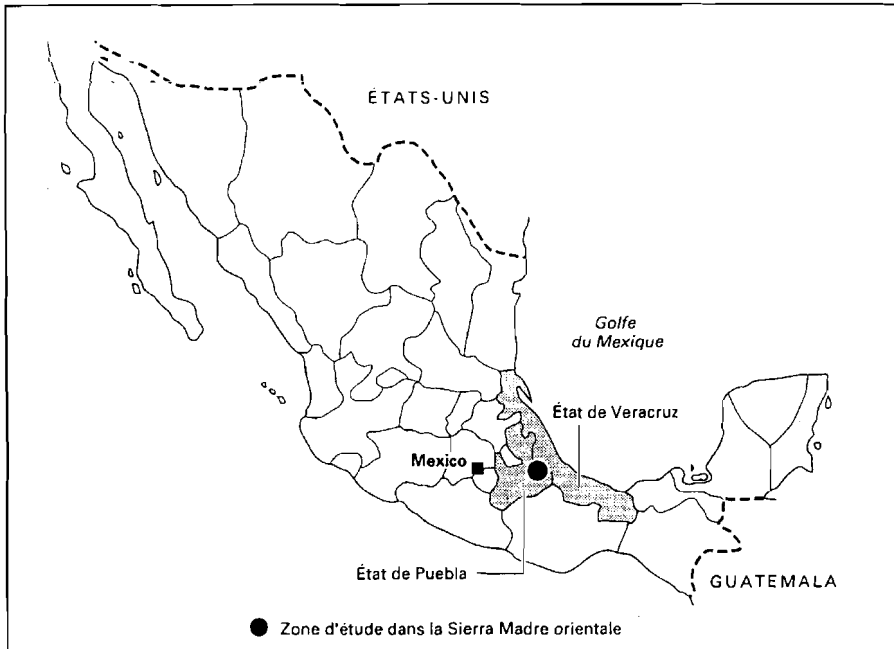 ÉTATS-UNIS
Golfe
du Mexique
État de Veracruz
Mexico
État de Puebla
GUATEMALA
Zone d'étude dans la Sierra Madre orientale